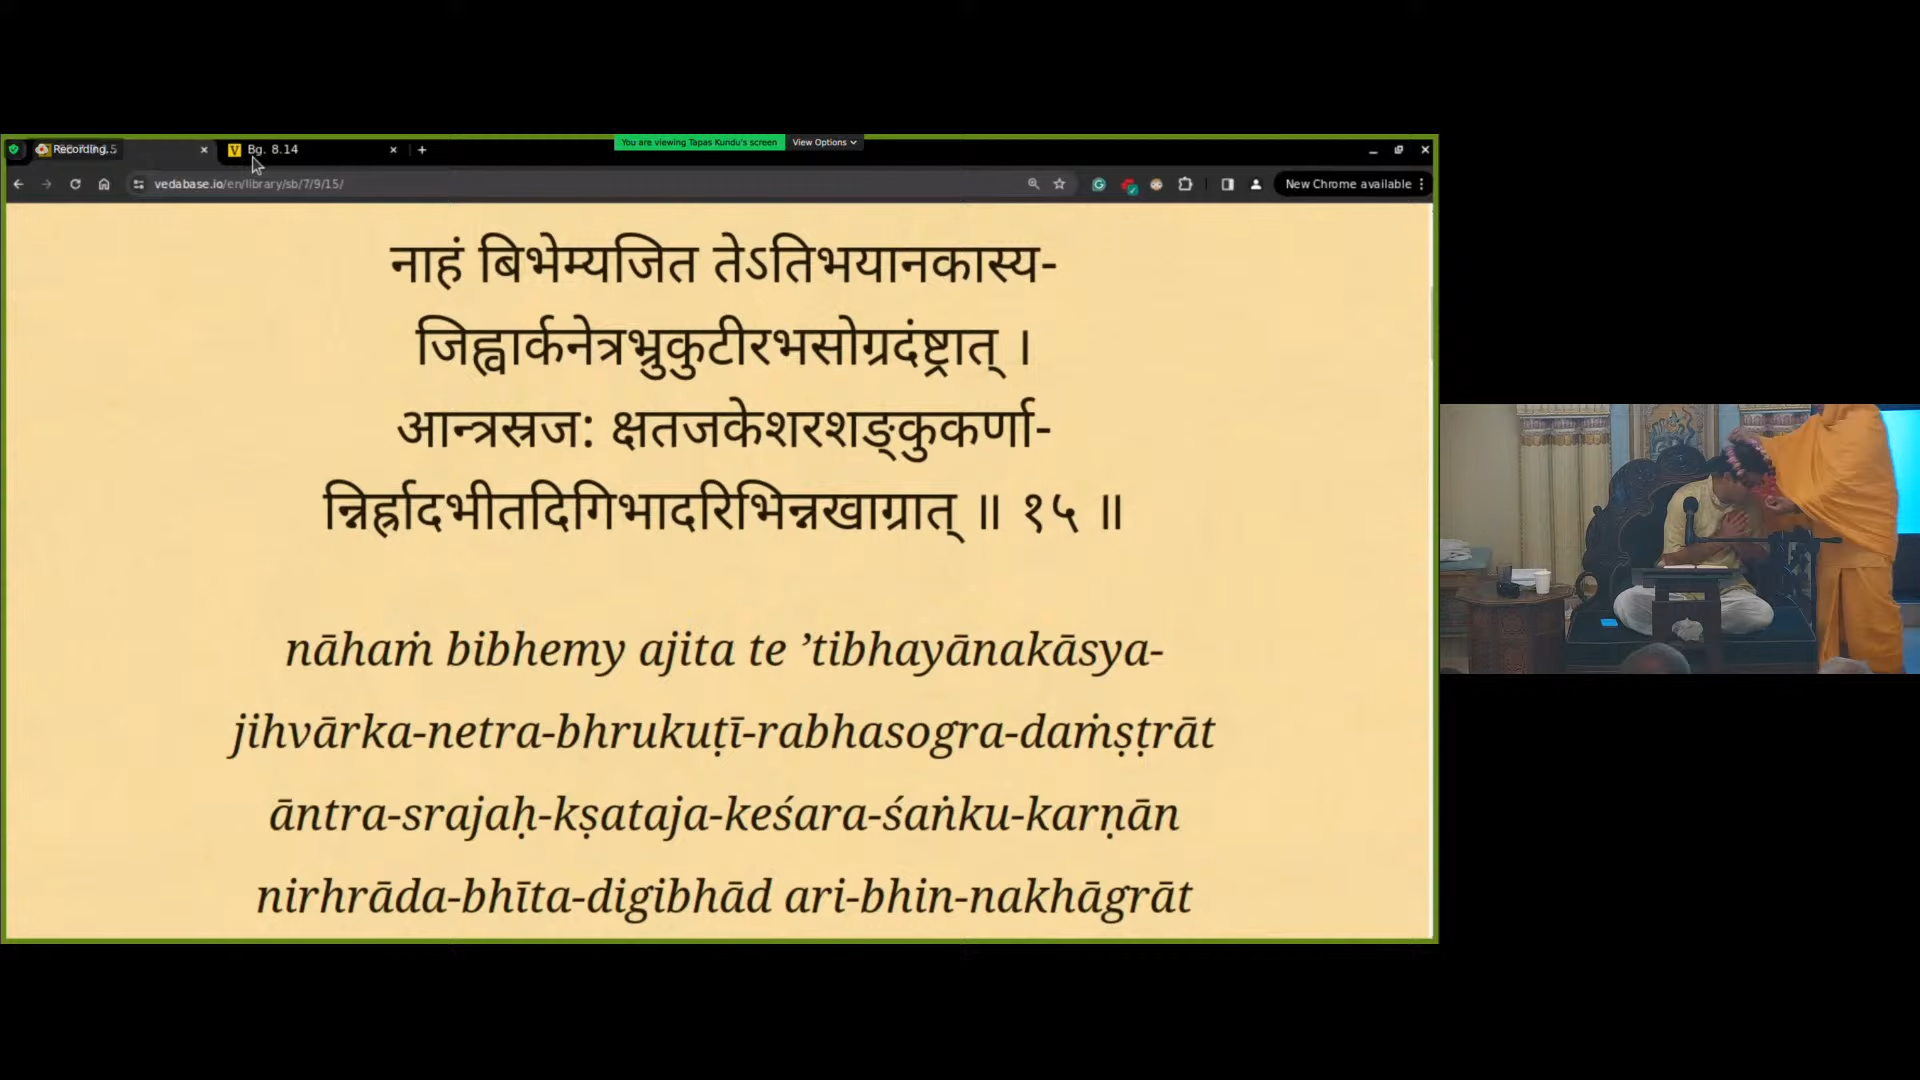 You are viewing Tapas Kundu's screen
View Options
Recording...
Bg. 8.14
vedabase.io/en/library/sb/7/9/15/
New Chrome available
नाहं बिभेम्यजित तेऽतिभयानकास्य-
जिह्वार्कनेत्रभ्रुकुटीरभसोग्रदंष्ट्रात् ।
आन्त्रस्रज: क्षतजकेशरशङ्कुकर्णा-
न्निर्ह्रादभीतदिगिभादरिभिन्नखाग्रात् ॥ १५ ॥
nāhaṁ bibhemy ajita te ’tibhayānakāsya-
jihvārka-netra-bhrukuṭī-rabhasogra-daṁṣṭrāt
āntra-srajaḥ-kṣataja-keśara-śaṅku-karṇān
nirhrāda-bhīta-digibhād ari-bhin-nakhāgrāt